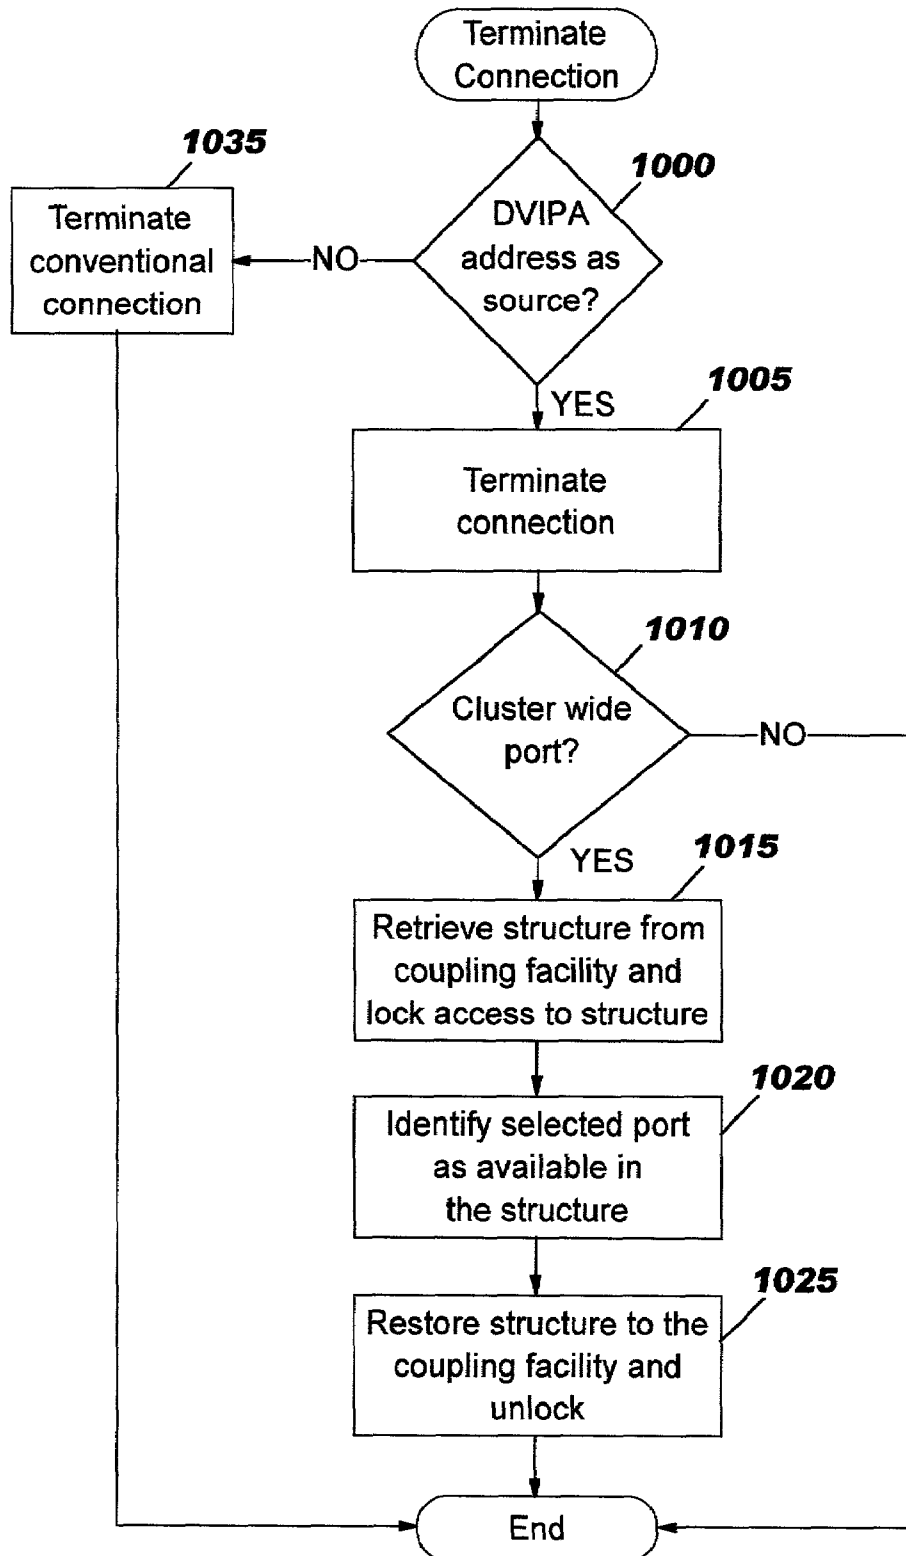 Terminate
Connection
1035
1000
Terminate
conventional
connection
NO
DVIPA
address as
source?
1005
YES
Terminate
connection
1010
Cluster wide
port?
NO
1015
YES
Retrieve structure from
coupling facility and
lock access to structure
1020
Identify selected port
as available in
the structure
1025
Restore structure to the
coupling facility and
unlock
End